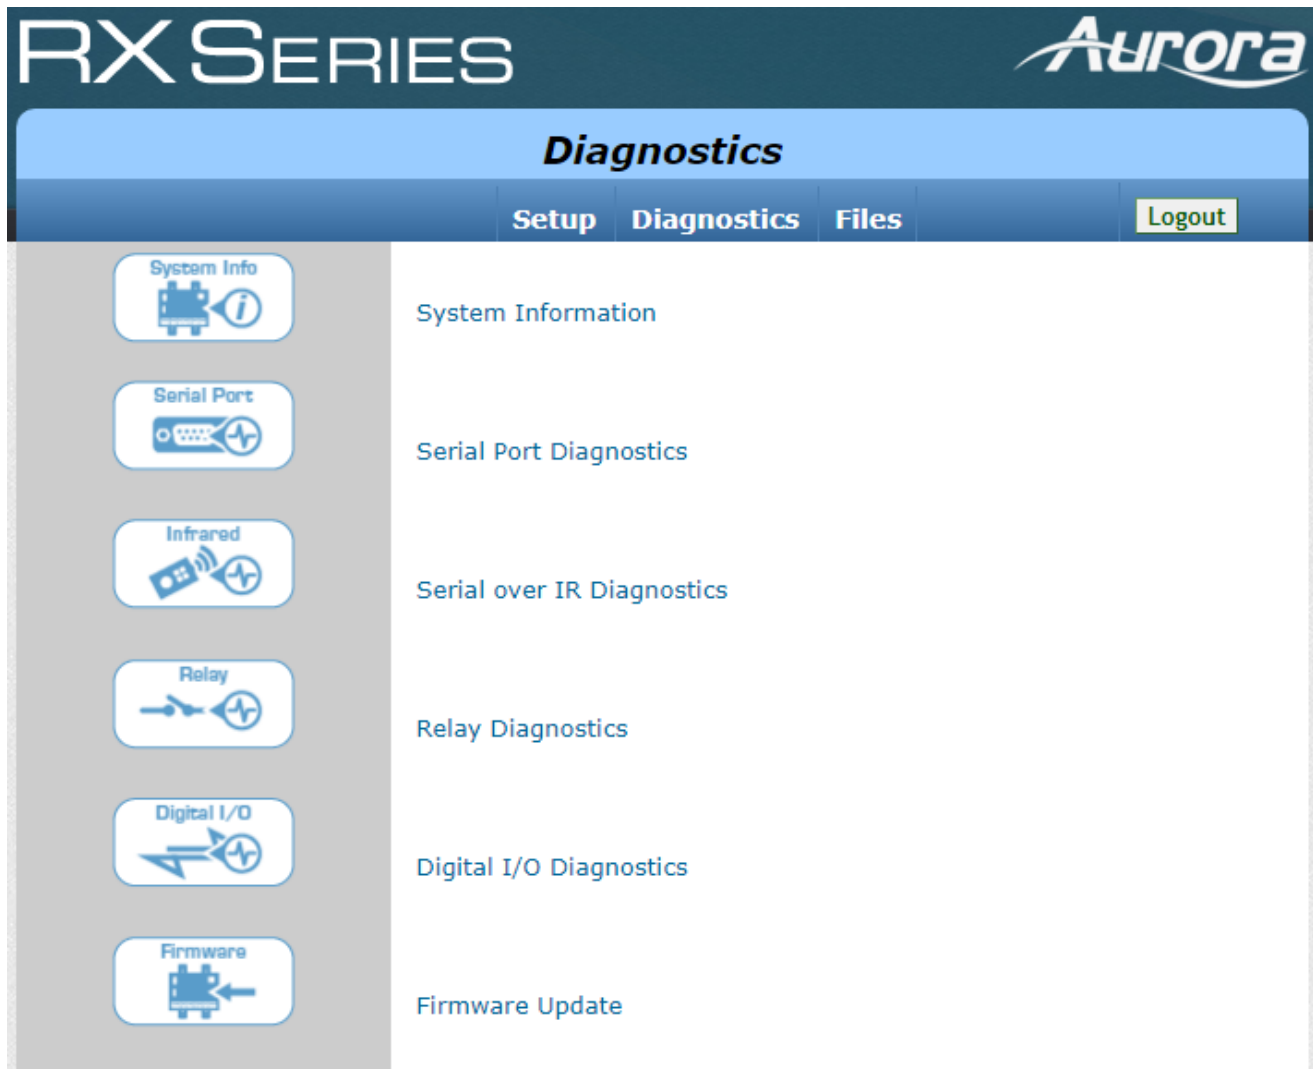 RX SERIES
Aurora
Diagnostics
Setup Diagnostics Files Logout
System Info
System Information
Serial Port
Serial Port Diagnostics
Infrared
Serial over IR Diagnostics
Relay
Relay Diagnostics
Digital I/O
Digital I/O Diagnostics
Firmware
Firmware Update